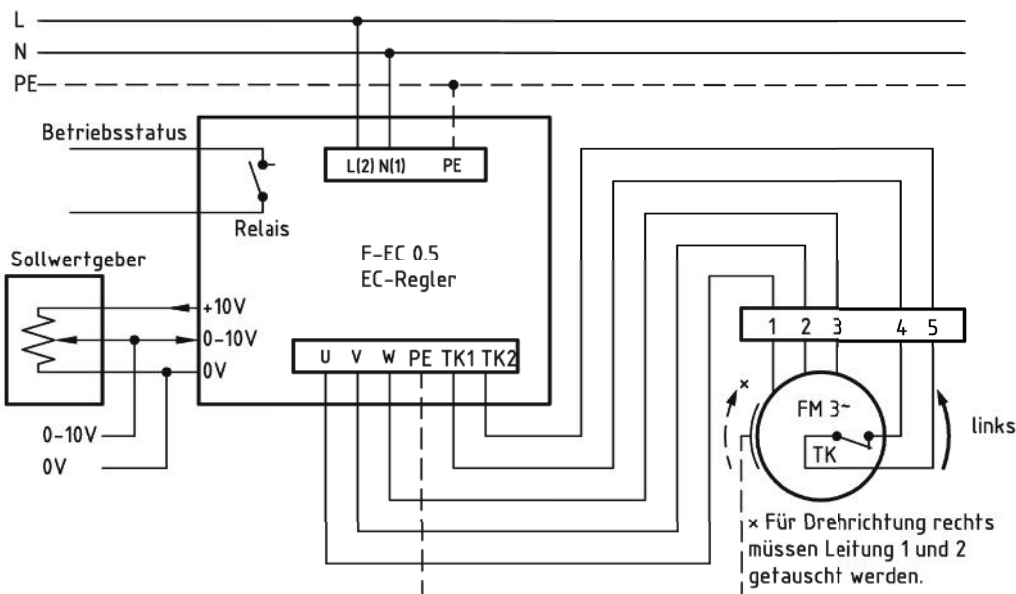 L
N
PE
Betriebsstatus
L(2) N(1) PE
Relais
Sollwertgeber
F-EC 0.5
EC-Regler
+10V
0-10V
0V
U V W PE TK1 TK2
0-10V
0V
1 2 3 4 5
×
FM 3~
TK
links
× Für Drehrichtung rechts
müssen Leitung 1 und 2
getauscht werden.